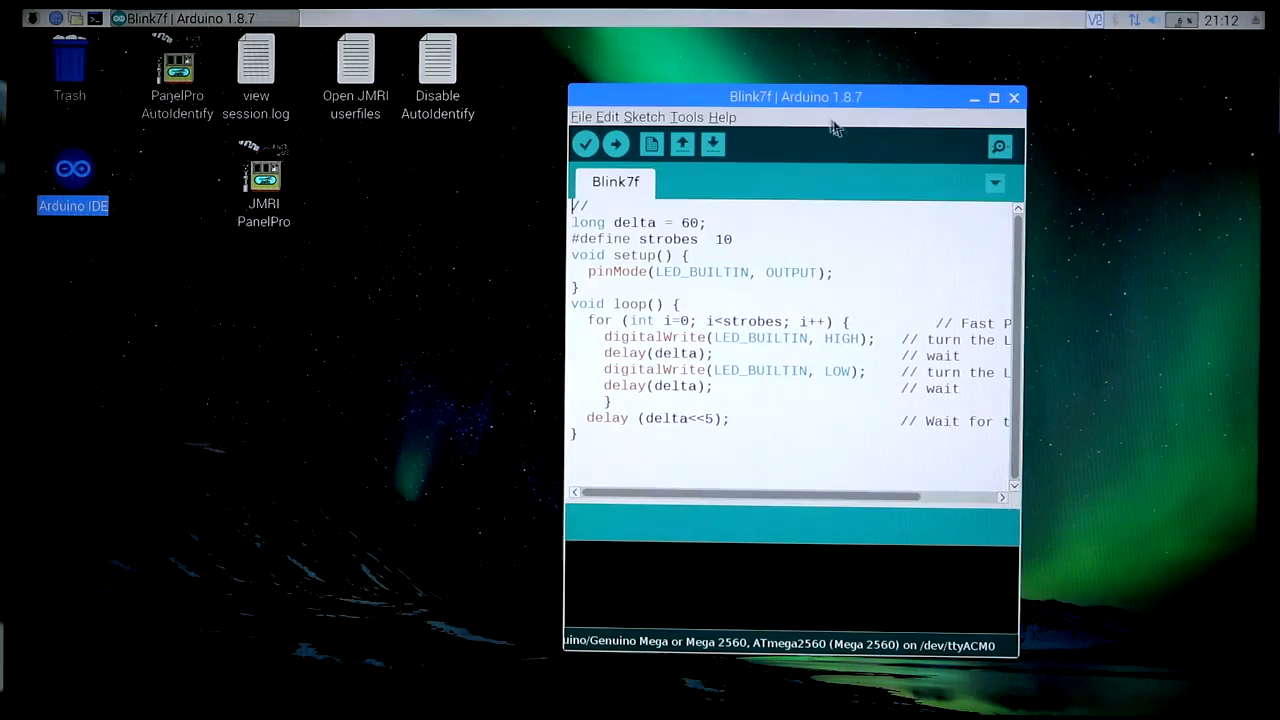 Blink7f | Arduino 1.8.7
V2
6 %
21:12
Trash
PanelPro
AutoIdentify
view
session.log
Open JMRI
userfiles
Disable
AutoIdentify
Arduino IDE
JMRI
PanelPro
Blink7f | Arduino 1.8.7
File Edit Sketch Tools Help
Blink7f
//
long delta = 60;
#define strobes  10
void setup() {
  pinMode(LED_BUILTIN, OUTPUT);
}
void loop() {
  for (int i=0; i<strobes; i++) {          // Fast P
    digitalWrite(LED_BUILTIN, HIGH);   // turn the L
    delay(delta);                      // wait
    digitalWrite(LED_BUILTIN, LOW);    // turn the L
    delay(delta);                      // wait
    }
  delay (delta<<5);                    // Wait for t
}
uino/Genuino Mega or Mega 2560, ATmega2560 (Mega 2560) on /dev/ttyACM0